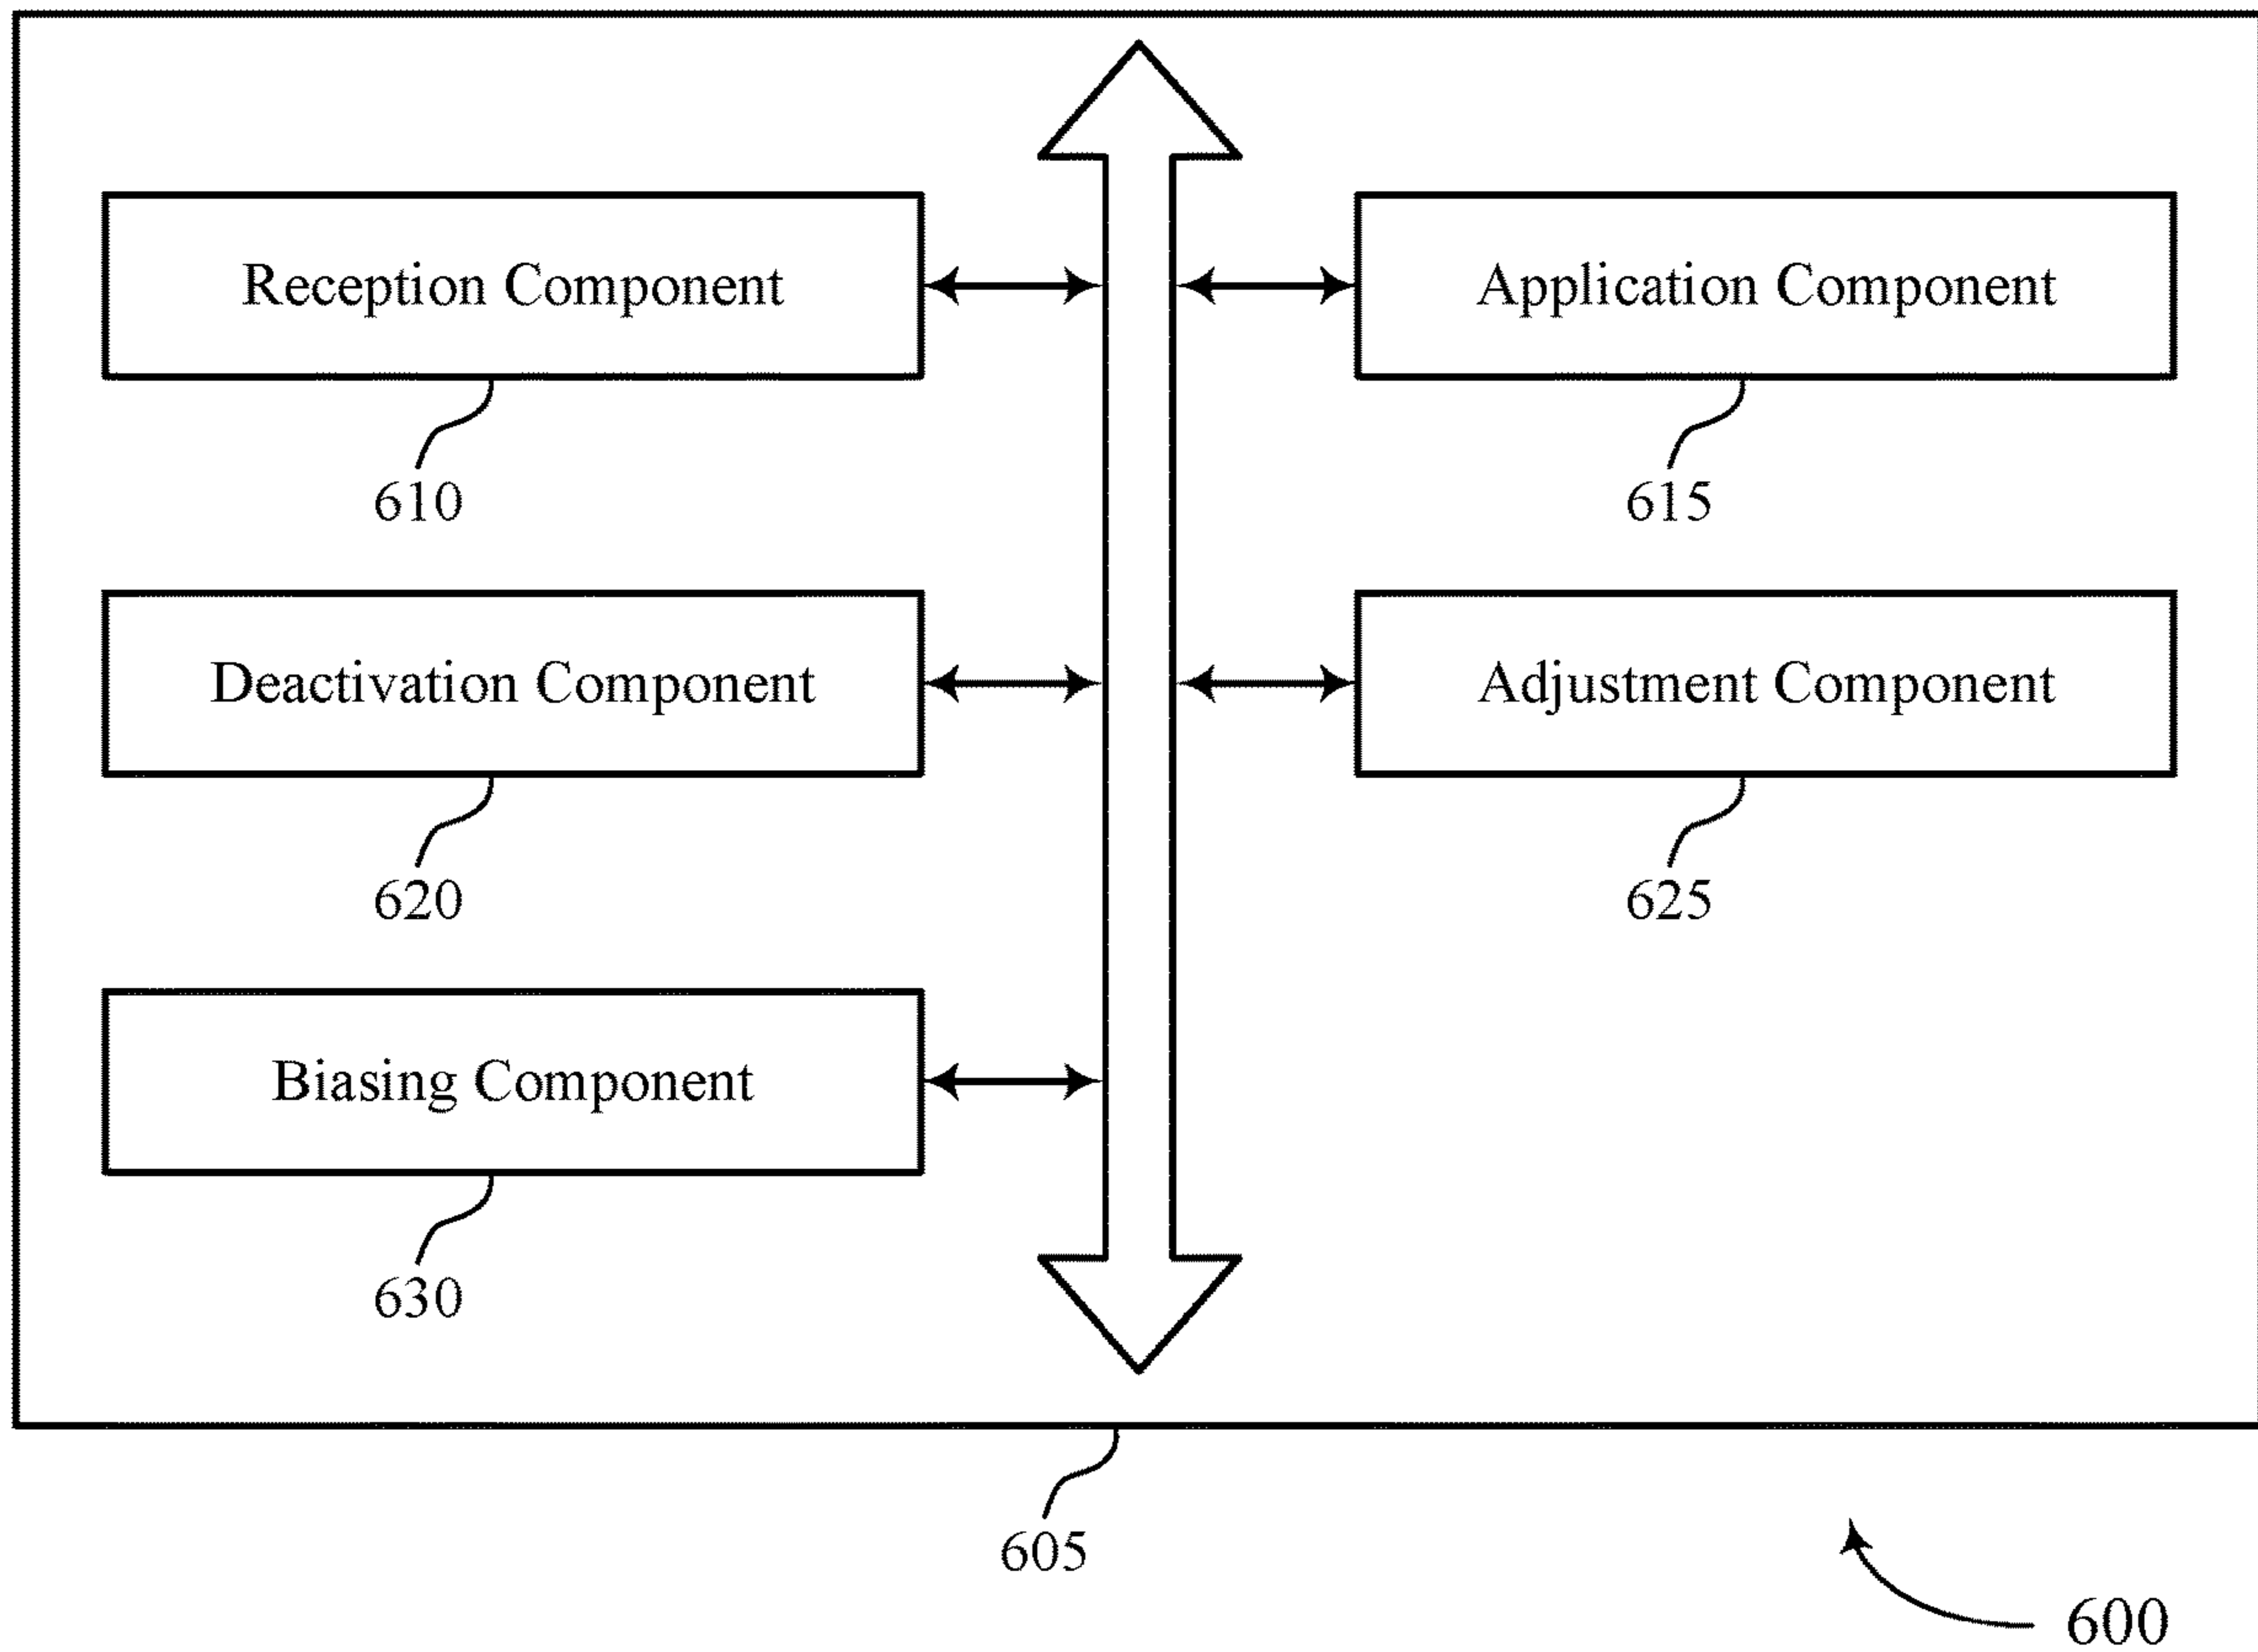 Reception Component
Application Component
610
615
Deactivation Component
Adjustment Component
620
625
Biasing Component
630
605
600